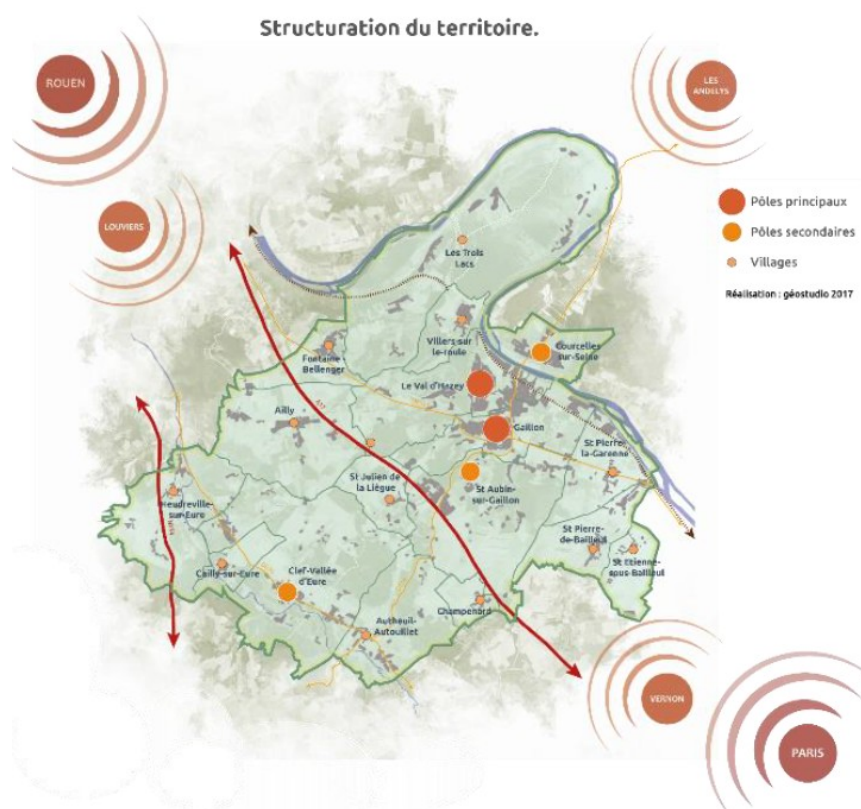 Structuration du territoire.
ROUEN
LES
ANDELYS
LOUVIERS
Pôles principaux
Pôles secondaires
Villages
Réalisation : géostudio 2017
Les Trois
Lacs
Villers-sur
le-roule
Courcelles
sur-Seine
Fontaine-
Bellenger
Le Val d'Hazey
Ailly
A13
Gaillon
St Pierre-
la-Garenne
St Julien de
la Liègue
St Aubin-
sur-Gaillon
Heudreville-
sur-Eure
St Pierre-
de-Bailleul
St Etienne-
sous-Bailleul
Cailly-sur-Eure
Clef-Vallée
d'Eure
Champenard
Autheuil-
Autouillet
VERNON
PARIS